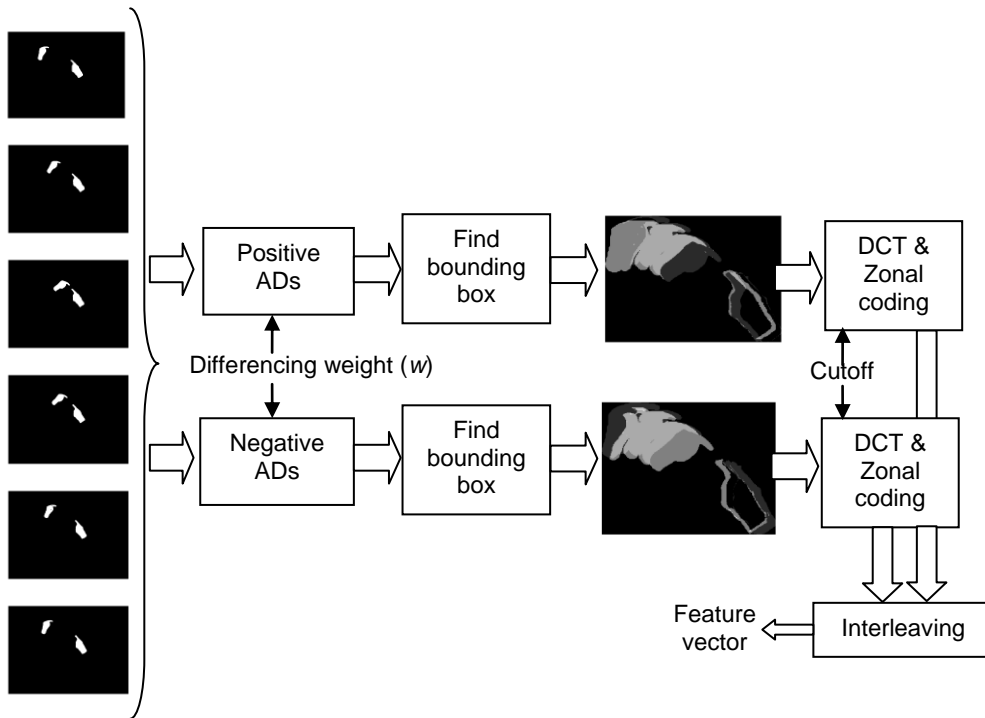 Positive
ADs
Find
bounding
box
DCT &
Zonal
coding
Differencing weight (w)
Cutoff
Negative
ADs
Find
bounding
box
DCT &
Zonal
coding
Feature
vector
Interleaving